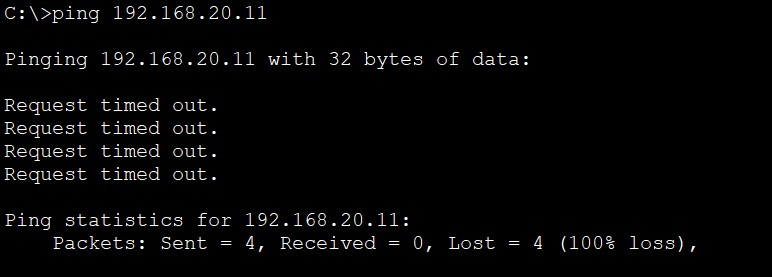 C:\>ping 192.168.20.11
Pinging 192.168.20.11 with 32 bytes of data:
Request timed out.
Request timed out.
Request timed out.
Request timed out.
Ping statistics for 192.168.20.11:
    Packets: Sent = 4, Received = 0, Lost = 4 (100% loss),